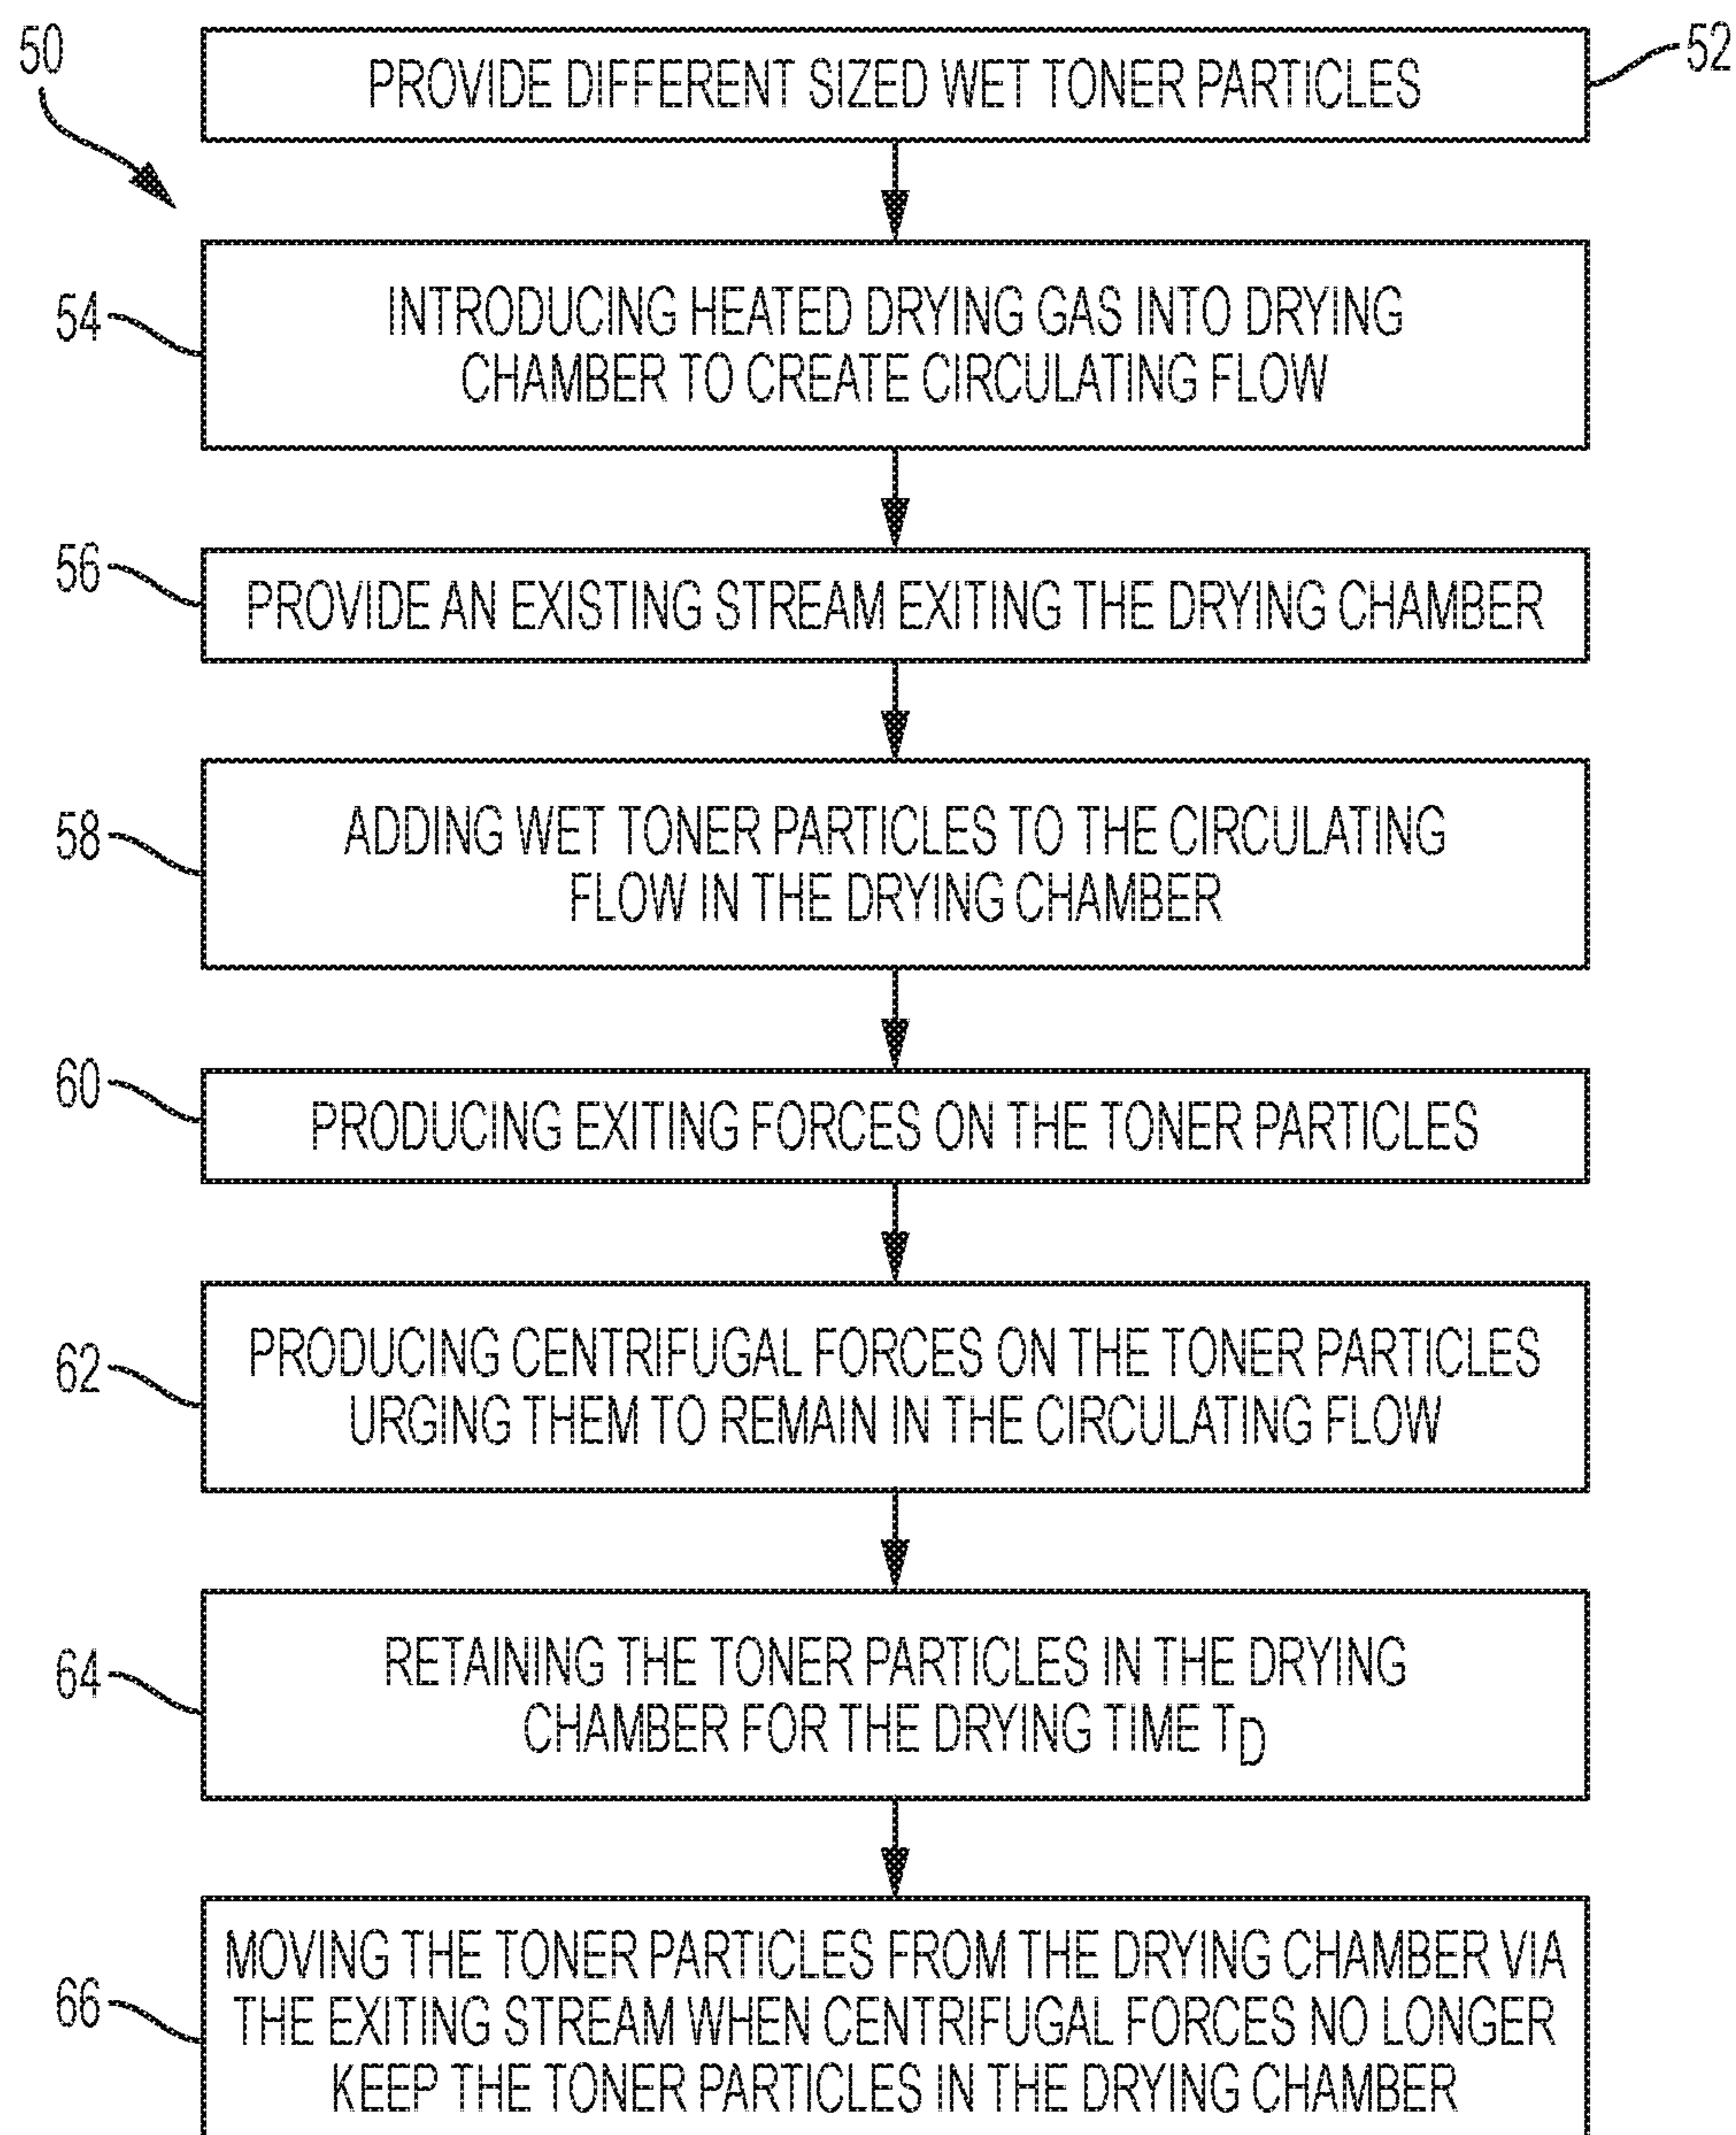 50
PROVIDE DIFFERENT SIZED WET TONER PARTICLES
52
54
INTRODUCING HEATED DRYING GAS INTO DRYING
CHAMBER TO CREATE CIRCULATING FLOW
56
PROVIDE AN EXISTING STREAM EXITING THE DRYING CHAMBER
58
ADDING WET TONER PARTICLES TO THE CIRCULATING
FLOW IN THE DRYING CHAMBER
60
PRODUCING EXITING FORCES ON THE TONER PARTICLES
62
PRODUCING CENTRIFUGAL FORCES ON THE TONER PARTICLES
URGING THEM TO REMAIN IN THE CIRCULATING FLOW
64
RETAINING THE TONER PARTICLES IN THE DRYING
CHAMBER FOR THE DRYING TIME TD
66
MOVING THE TONER PARTICLES FROM THE DRYING CHAMBER VIA
THE EXITING STREAM WHEN CENTRIFUGAL FORCES NO LONGER
KEEP THE TONER PARTICLES IN THE DRYING CHAMBER